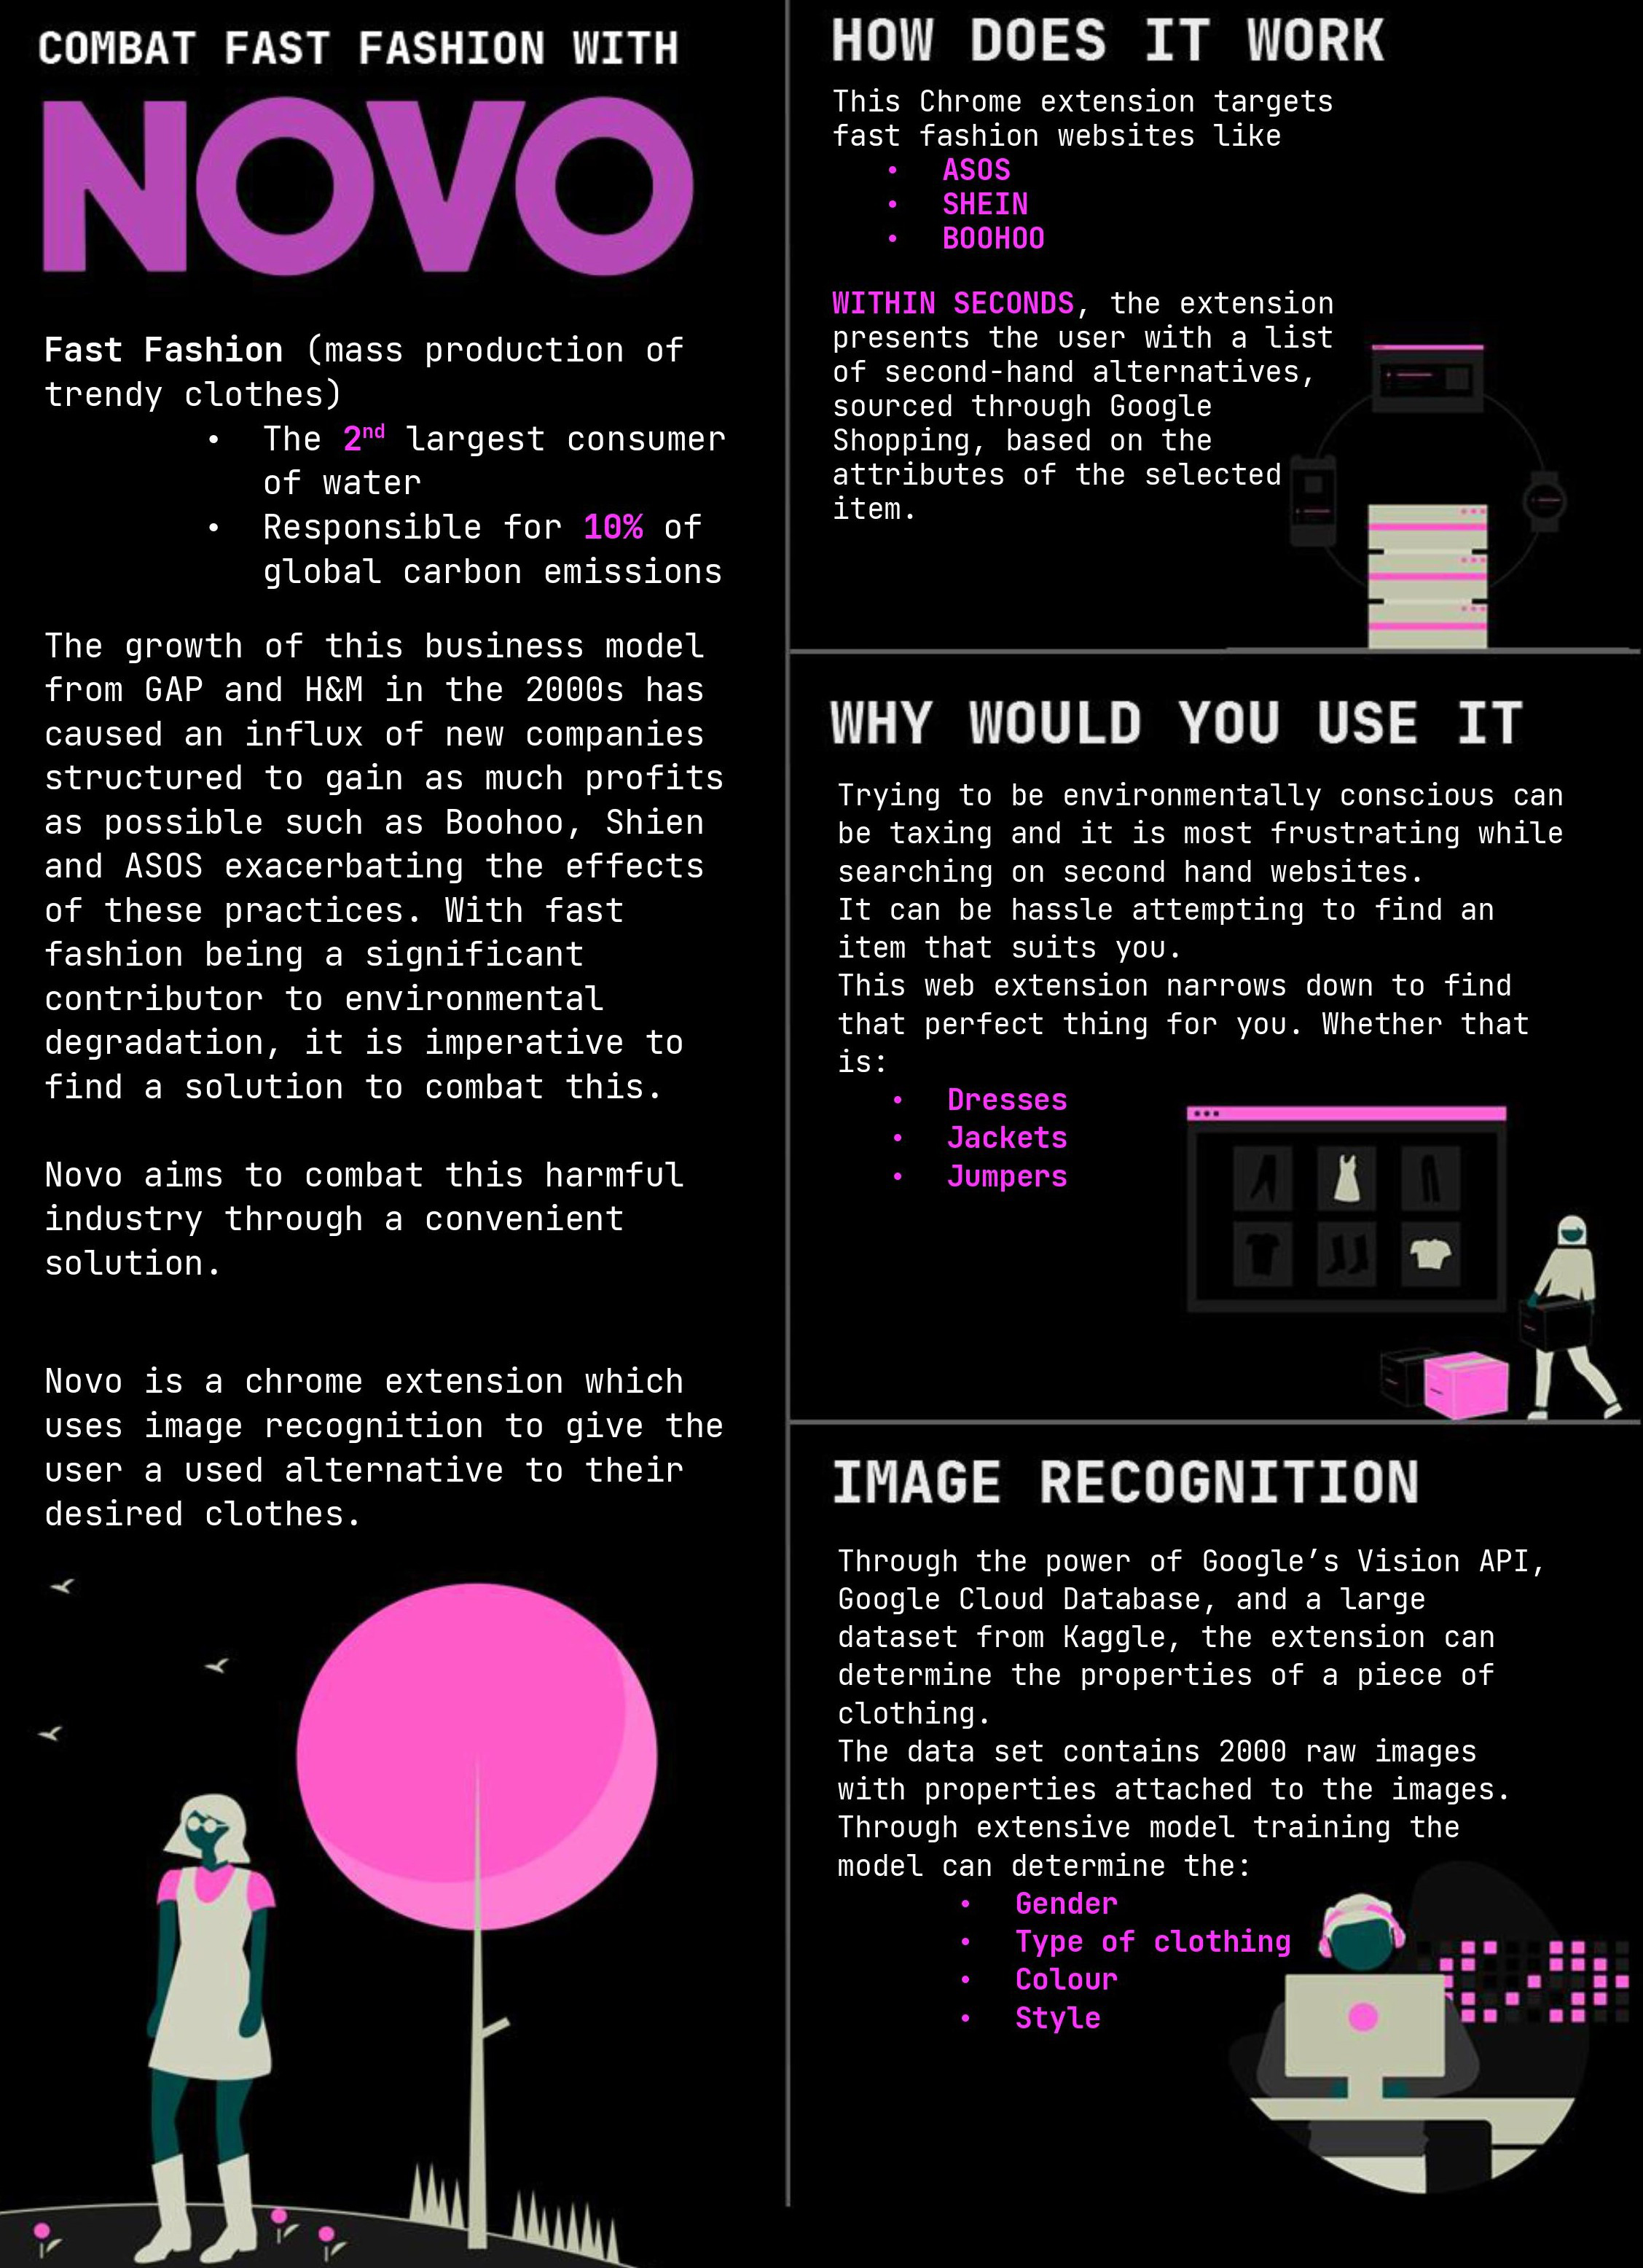 COMBAT FAST FASHION WITH
NOVO
Fast Fashion (mass production of
trendy clothes)
• The 2nd largest consumer
of water
• Responsible for 10% of
global carbon emissions
The growth of this business model
from GAP and H&M in the 2000s has
caused an influx of new companies
structured to gain as much profits
as possible such as Boohoo, Shien
and ASOS exacerbating the effects
of these practices. With fast
fashion being a significant
contributor to environmental
degradation, it is imperative to
find a solution to combat this.
Novo aims to combat this harmful
industry through a convenient
solution.
Novo is a chrome extension which
uses image recognition to give the
user a used alternative to their
desired clothes.
HOW DOES IT WORK
This Chrome extension targets
fast fashion websites like
• ASOS
• SHEIN
• BOOHOO
WITHIN SECONDS, the extension
presents the user with a list
of second-hand alternatives,
sourced through Google
Shopping, based on the
attributes of the selected
item.
WHY WOULD YOU USE IT
Trying to be environmentally conscious can
be taxing and it is most frustrating while
searching on second hand websites.
It can be hassle attempting to find an
item that suits you.
This web extension narrows down to find
that perfect thing for you. Whether that
is:
• Dresses
• Jackets
• Jumpers
IMAGE RECOGNITION
Through the power of Google’s Vision API,
Google Cloud Database, and a large
dataset from Kaggle, the extension can
determine the properties of a piece of
clothing.
The data set contains 2000 raw images
with properties attached to the images.
Through extensive model training the
model can determine the:
• Gender
• Type of clothing
• Colour
• Style